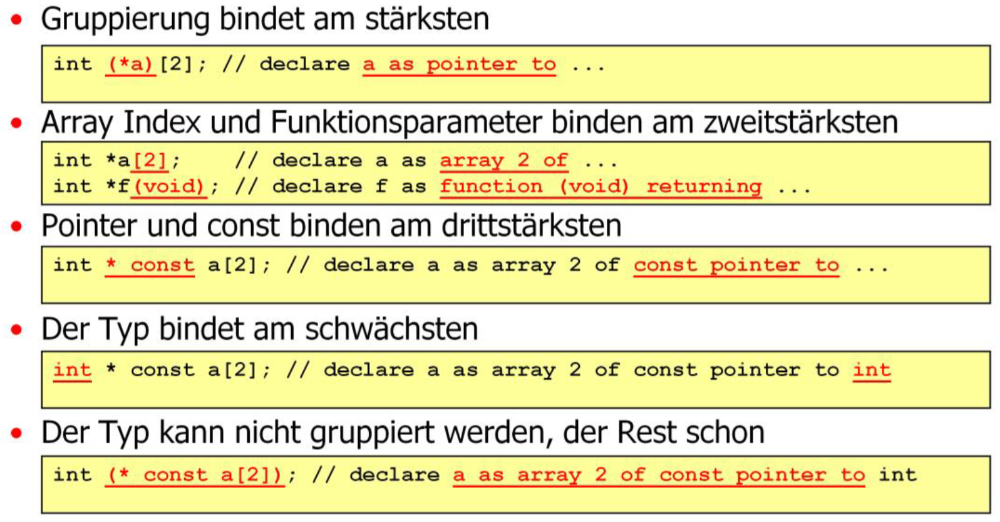 • Gruppierung bindet am stärksten
int (*a)[2]; // declare a as pointer to ...
• Array Index und Funktionsparameter binden am zweitstärksten
int *a[2];    // declare a as array 2 of ...
int *f(void); // declare f as function (void) returning ...
• Pointer und const binden am drittstärksten
int * const a[2]; // declare a as array 2 of const pointer to ...
• Der Typ bindet am schwächsten
int * const a[2]; // declare a as array 2 of const pointer to int
• Der Typ kann nicht gruppiert werden, der Rest schon
int (* const a[2]); // declare a as array 2 of const pointer to int